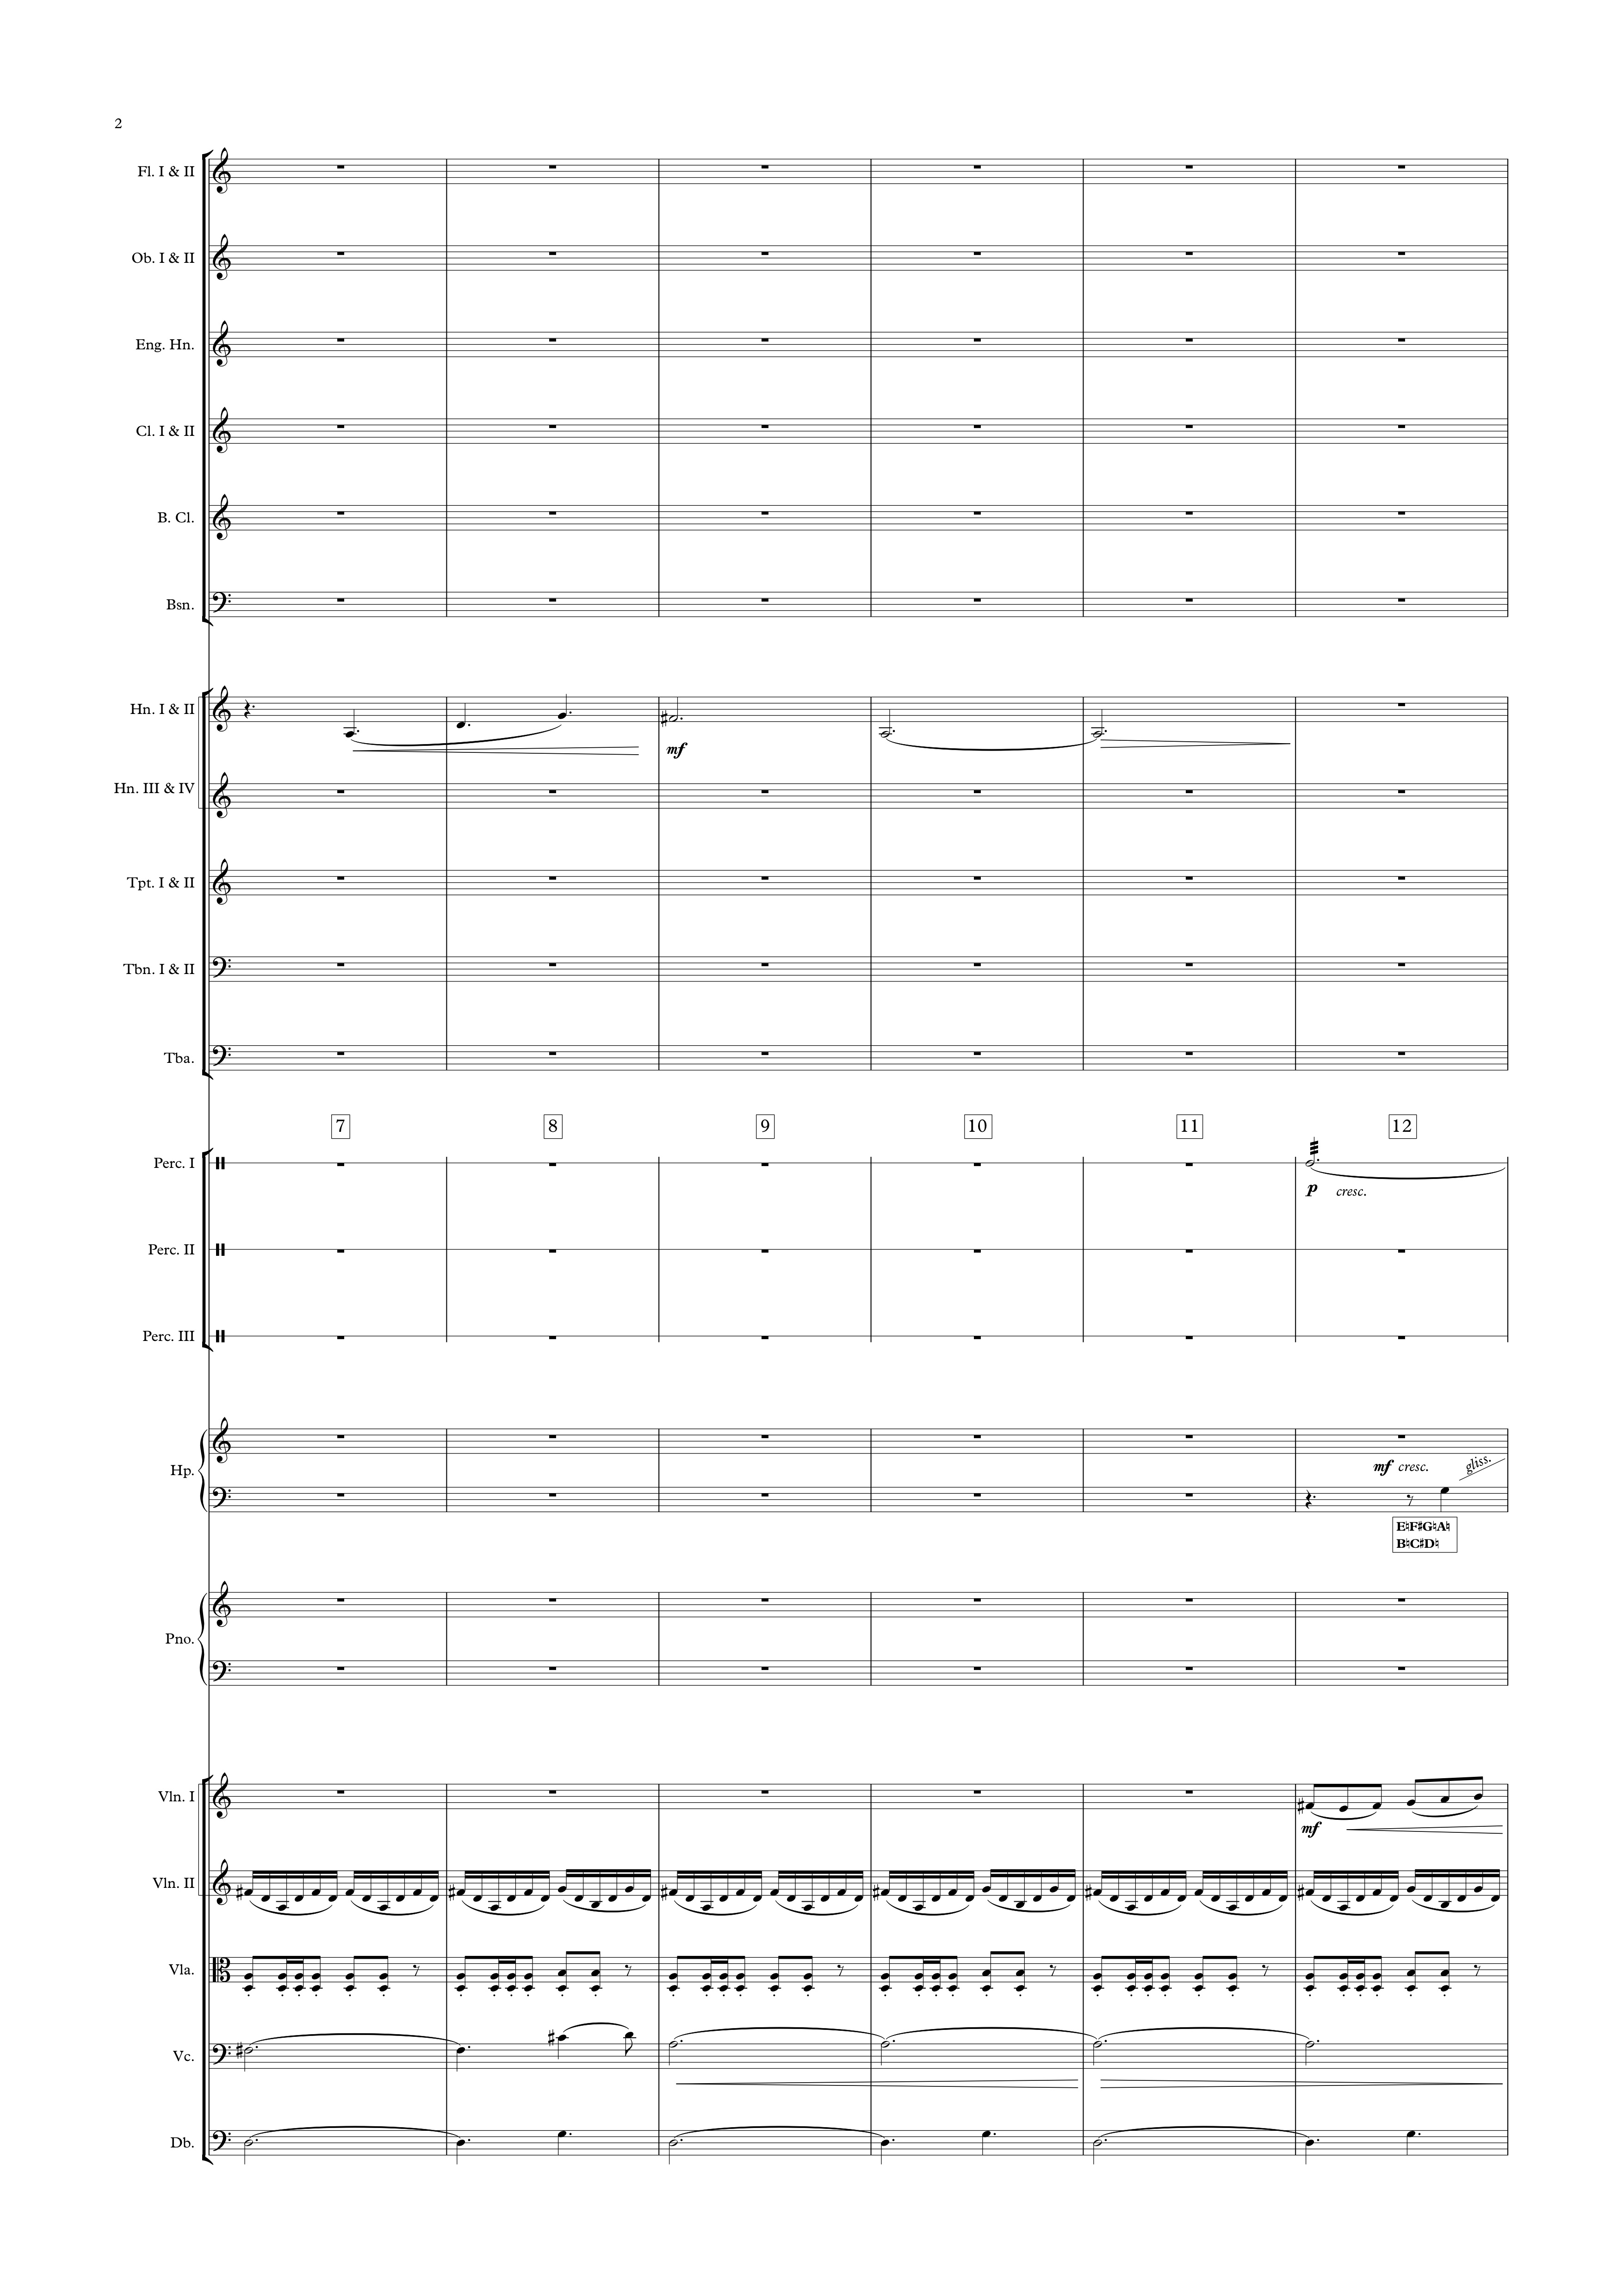 2
Fl. I & II
Ob. I & II
Eng. Hn.
Cl. I & II
B. Cl.
Bsn.
Hn. I & II
mf
Hn. III & IV
Tpt. I & II
Tbn. I & II
Tba.
7 8 9 10 11 12
Perc. I
p cresc.
Perc. II
Perc. III
Hp.
mf cresc. gliss.
E♮F♯G♮A♮
B♮C♯D♮
Pno.
Vln. I
mf
Vln. II
Vla.
Vc.
Db.